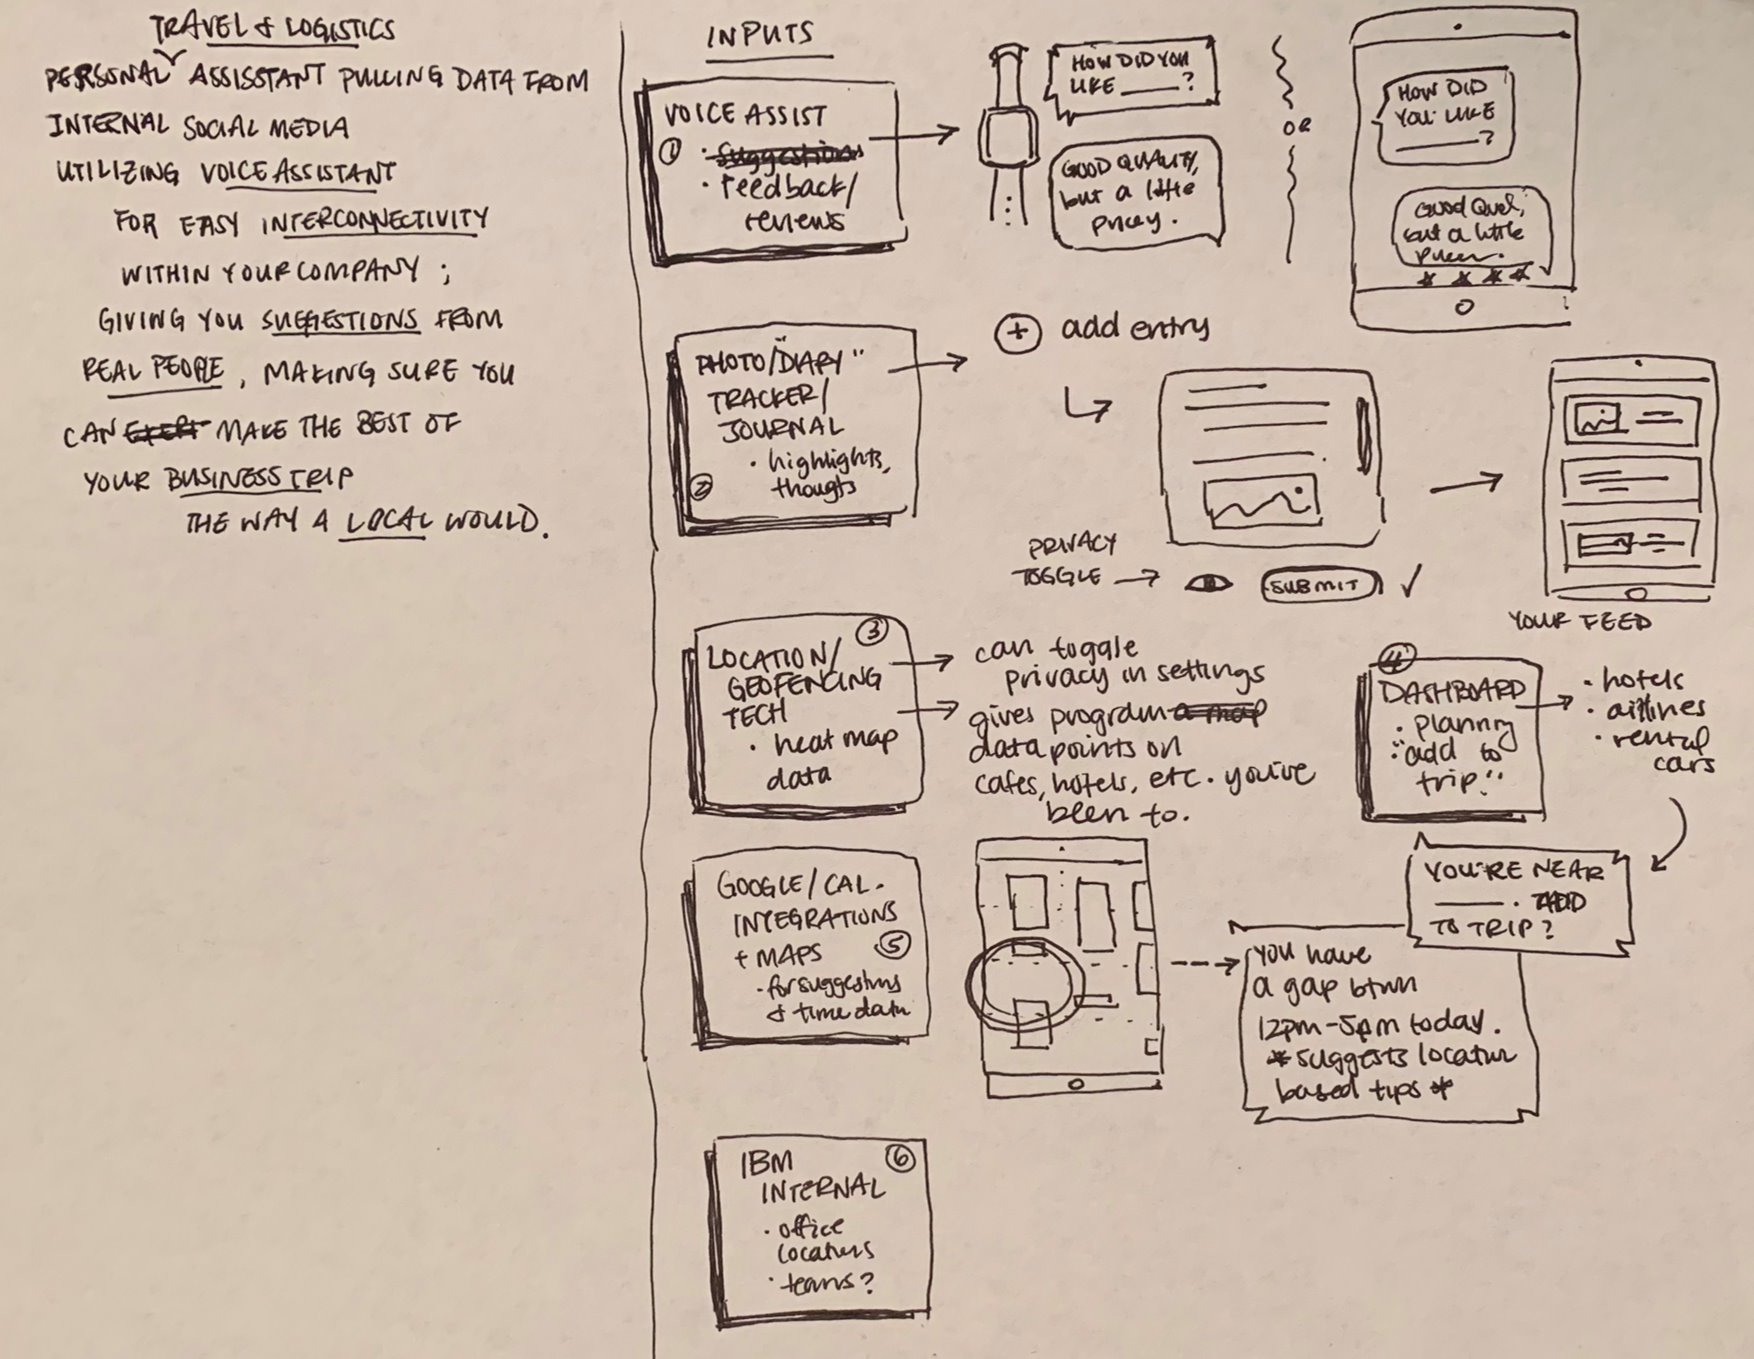 TRAVEL & LOGISTICS
PERSONAL ASSISSTANT PULLING DATA FROM
INTERNAL SOCIAL MEDIA
UTILIZING VOICE ASSISTANT
FOR EASY INTERCONNECTIVITY
WITHIN YOUR COMPANY ;
GIVING YOU SUGGESTIONS FROM
REAL PEOPLE, MAKING SURE YOU
CAN MAKE THE BEST OF
YOUR BUSINESS TRIP
THE WAY A LOCAL WOULD.
INPUTS
VOICE ASSIST
① · suggestions
· feedback/
reviews
HOW DID YOU
LIKE ____ ?
GOOD QUALITY,
but a little
pricey.
OR
HOW DID
YOU LIKE
____ ?
Good Qual,
but a little
PHOTO/"DIARY"
TRACKER/
JOURNAL
· highlights,
② thougts
+ add entry
PRIVACY
TOGGLE →
SUBMIT ✓
YOUR FEED
③
LOCATION/
GEOFENCING
TECH
· heat map
data
can toggle
privacy in settings
gives program a map
data points on
cafes, hotels, etc. you've
been to.
④
DASHBOARD
· planning
· "add to
trip"
· hotels
· airlines
· rental
cars
YOU'RE NEAR
____. ADD
TO TRIP?
GOOGLE/CAL.
INTEGRATIONS
+ MAPS ⑤
· for suggestions
& time data
you have
a gap btwn
12pm-5pm today.
*suggests location
based tips *
IBM ⑥
INTERNAL
· office
locations
· teams?